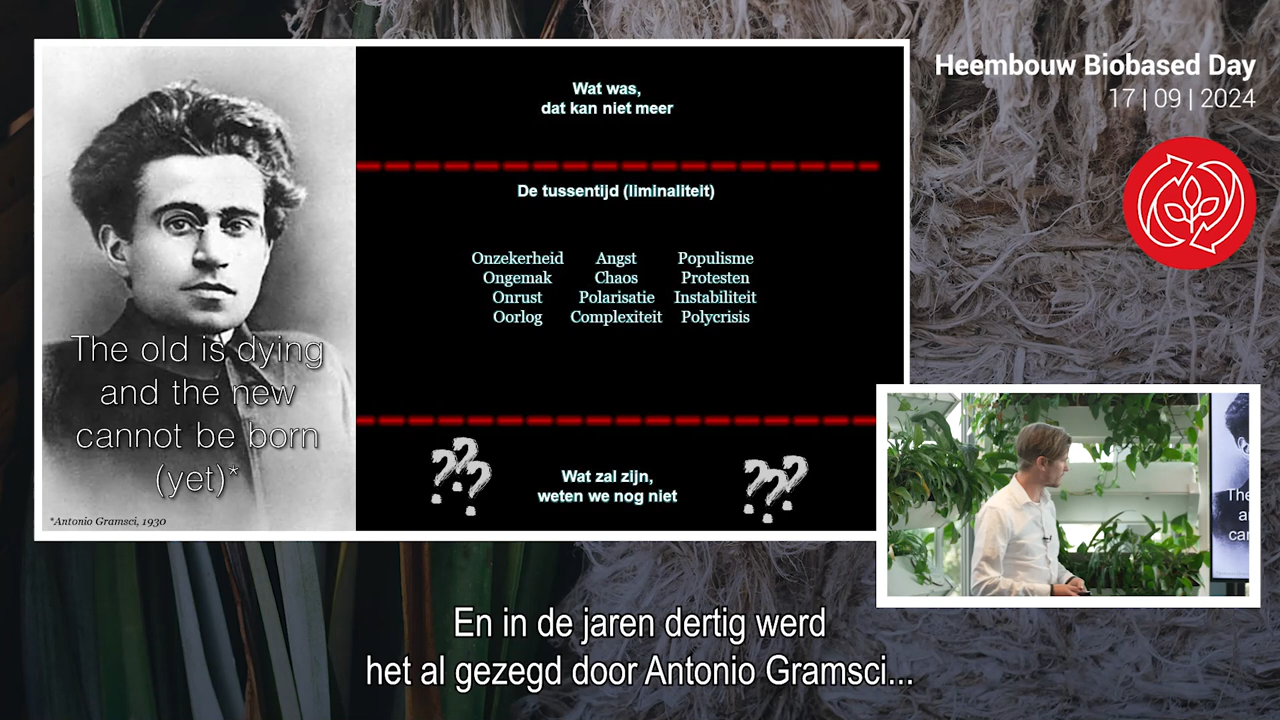 Heembouw Biobased Day
17 | 09 | 2024
Wat was,
dat kan niet meer
De tussentijd (liminaliteit)
Onzekerheid Angst Populisme
Ongemak Chaos Protesten
Onrust Polarisatie Instabiliteit
Oorlog Complexiteit Polycrisis
The old is dying
and the new
cannot be born
(yet)*
*Antonio Gramsci, 1930
???
Wat zal zijn,
weten we nog niet
???
The
a
can
En in de jaren dertig werd
het al gezegd door Antonio Gramsci...